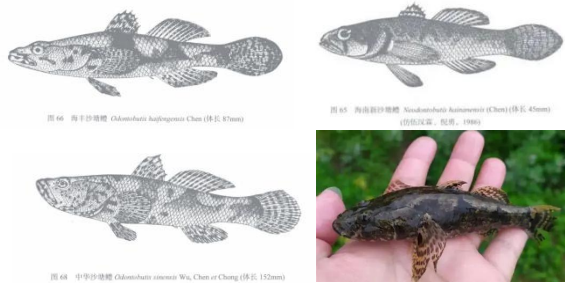 图 66 海丰沙塘鳢 Odontobutis haifengensis Chen (体长 87mm)
图 65 海南新沙塘鳢 Neodontobutis hainanensis (Chen) (体长 45mm)
(仿伍汉霖、倪勇, 1986)
图 68 中华沙塘鳢 Odontobutis sinensis Wu, Chen et Chong (体长 152mm)